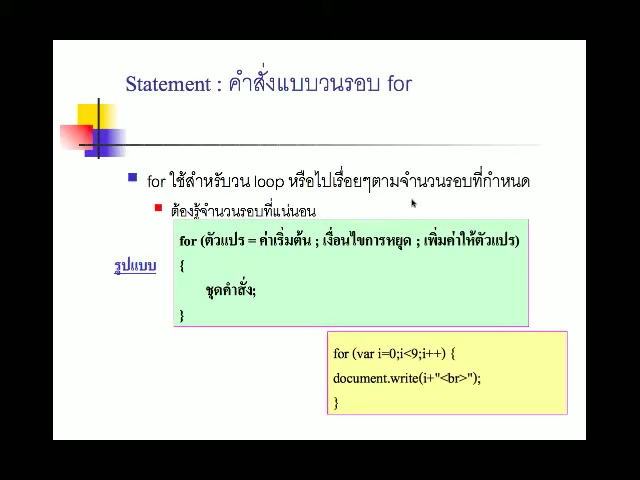 Statement : คำสั่งแบบวนรอบ for
for ใช้สำหรับวน loop หรือไปเรื่อยๆตามจำนวนรอบที่กำหนด
ต้องรู้จำนวนรอบที่แน่นอน
รูปแบบ
for (ตัวแปร = ค่าเริ่มต้น ; เงื่อนไขการหยุด ; เพิ่มค่าให้ตัวแปร)
{
ชุดคำสั่ง;
}
for (var i=0;i<9;i++) {
document.write(i+"<br>");
}